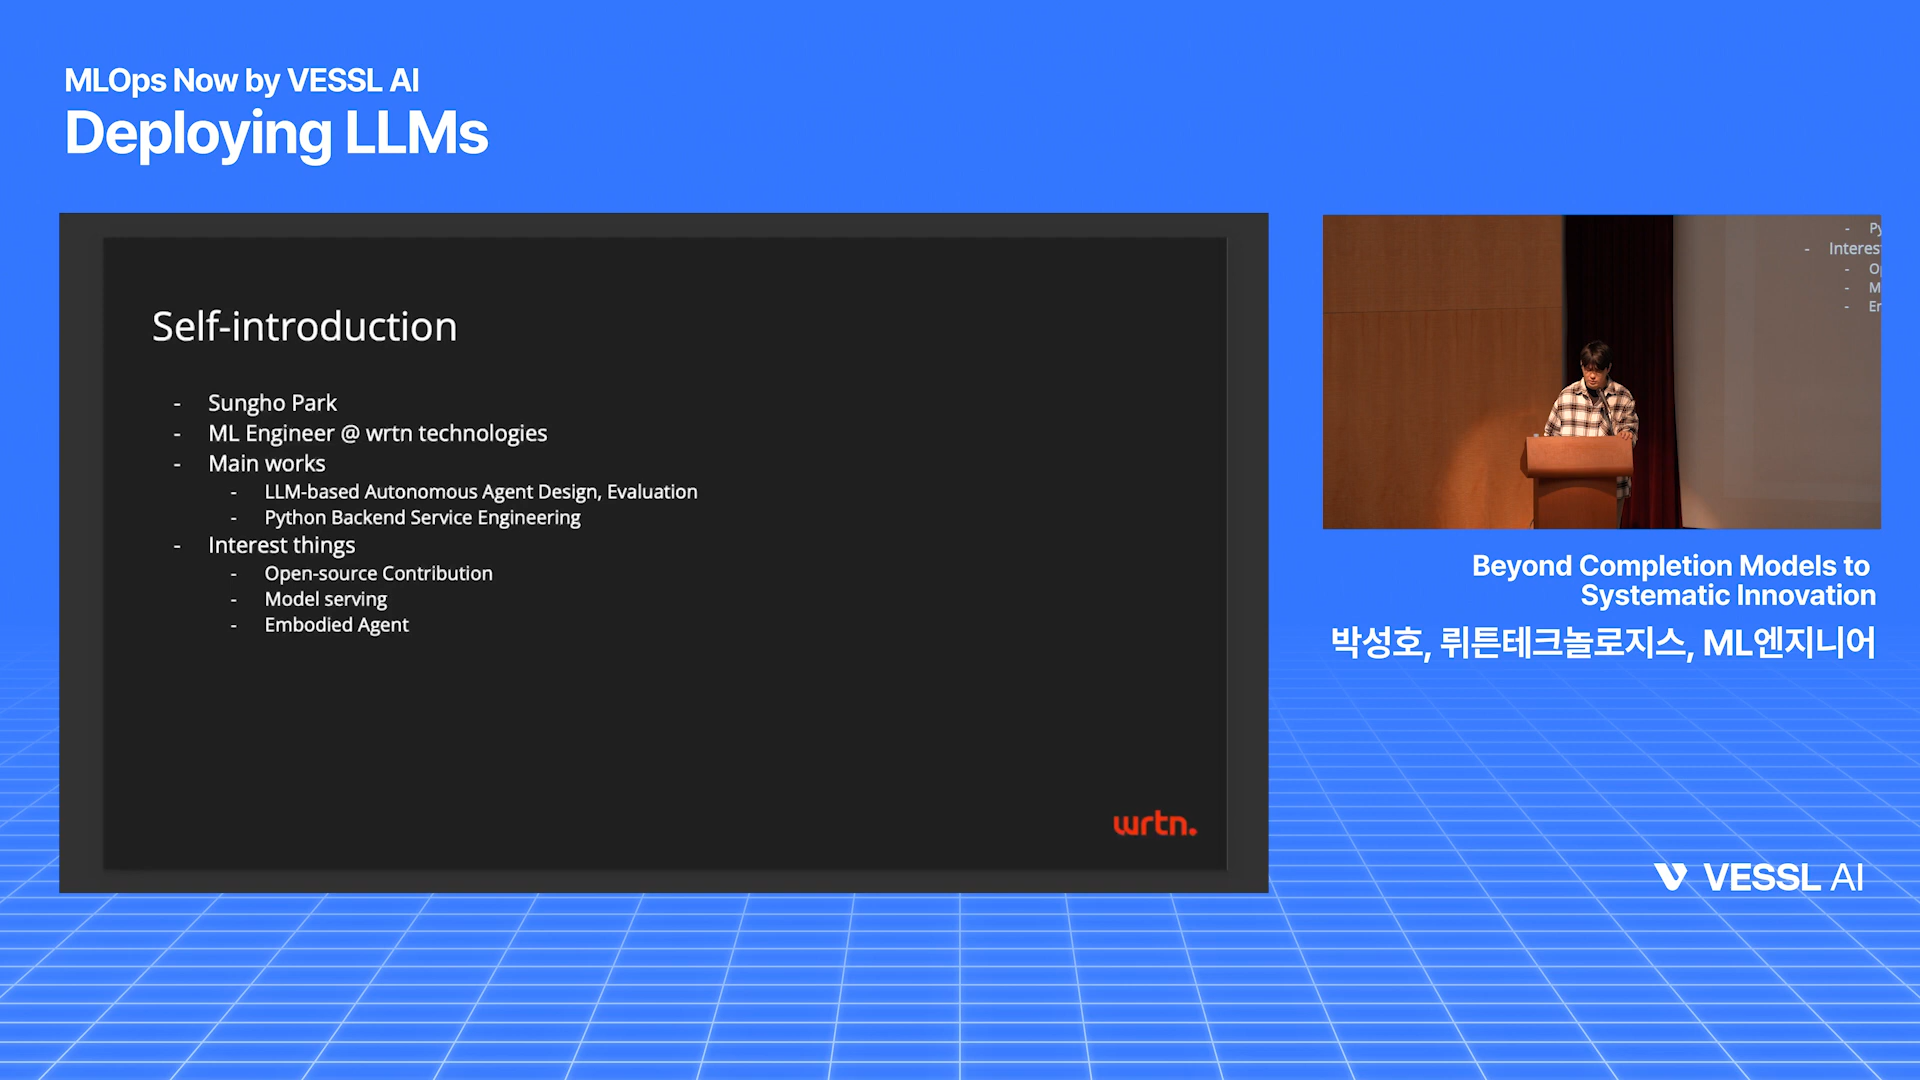 MLOps Now by VESSL AI
Deploying LLMs
Self-introduction
- Sungho Park
- ML Engineer @ wrtn technologies
- Main works
- LLM-based Autonomous Agent Design, Evaluation
- Python Backend Service Engineering
- Interest things
- Open-source Contribution
- Model serving
- Embodied Agent
wrtn.
- Py
- Interes
- O
- M
- Er
Beyond Completion Models to
Systematic Innovation
박성호, 뤼튼테크놀로지스, ML엔지니어
VESSL AI